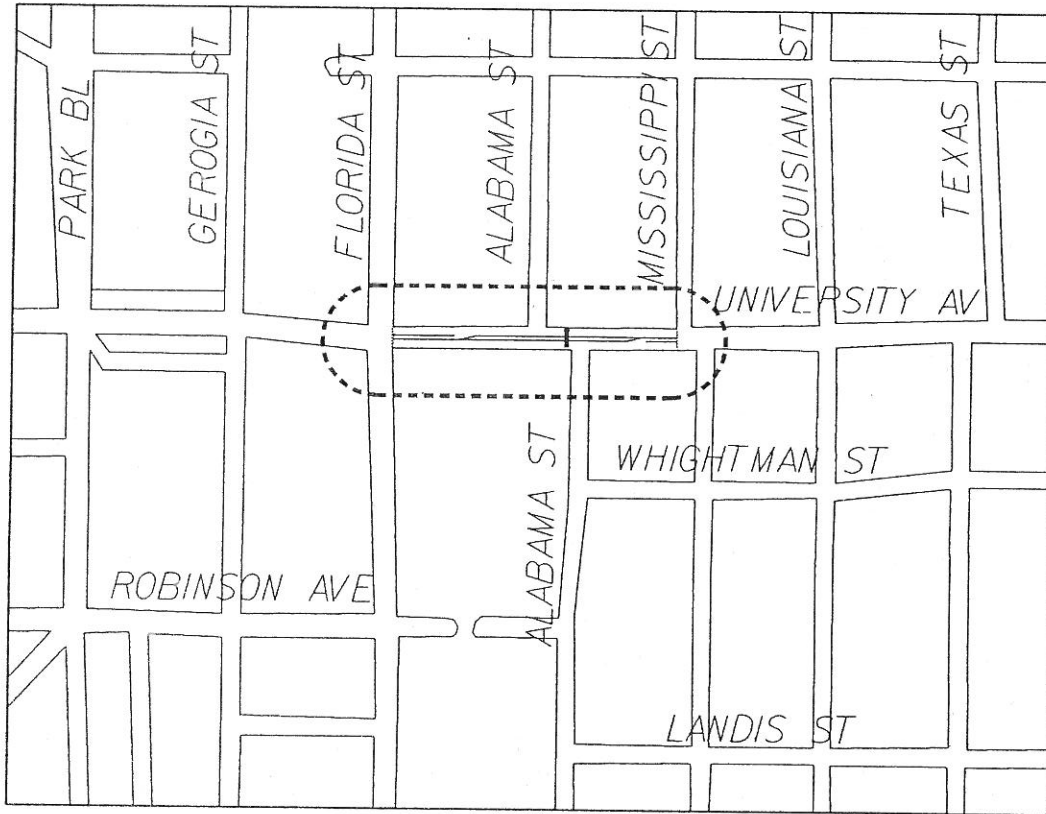 PARK BL
GEROGIA ST
FLORIDA ST
ALABAMA ST
MISSISSIPPI ST
LOUISIANA ST
TEXAS ST
UNIVERSITY AV
WHIGHTMAN ST
ALABAMA ST
ROBINSON AVE
LANDIS ST